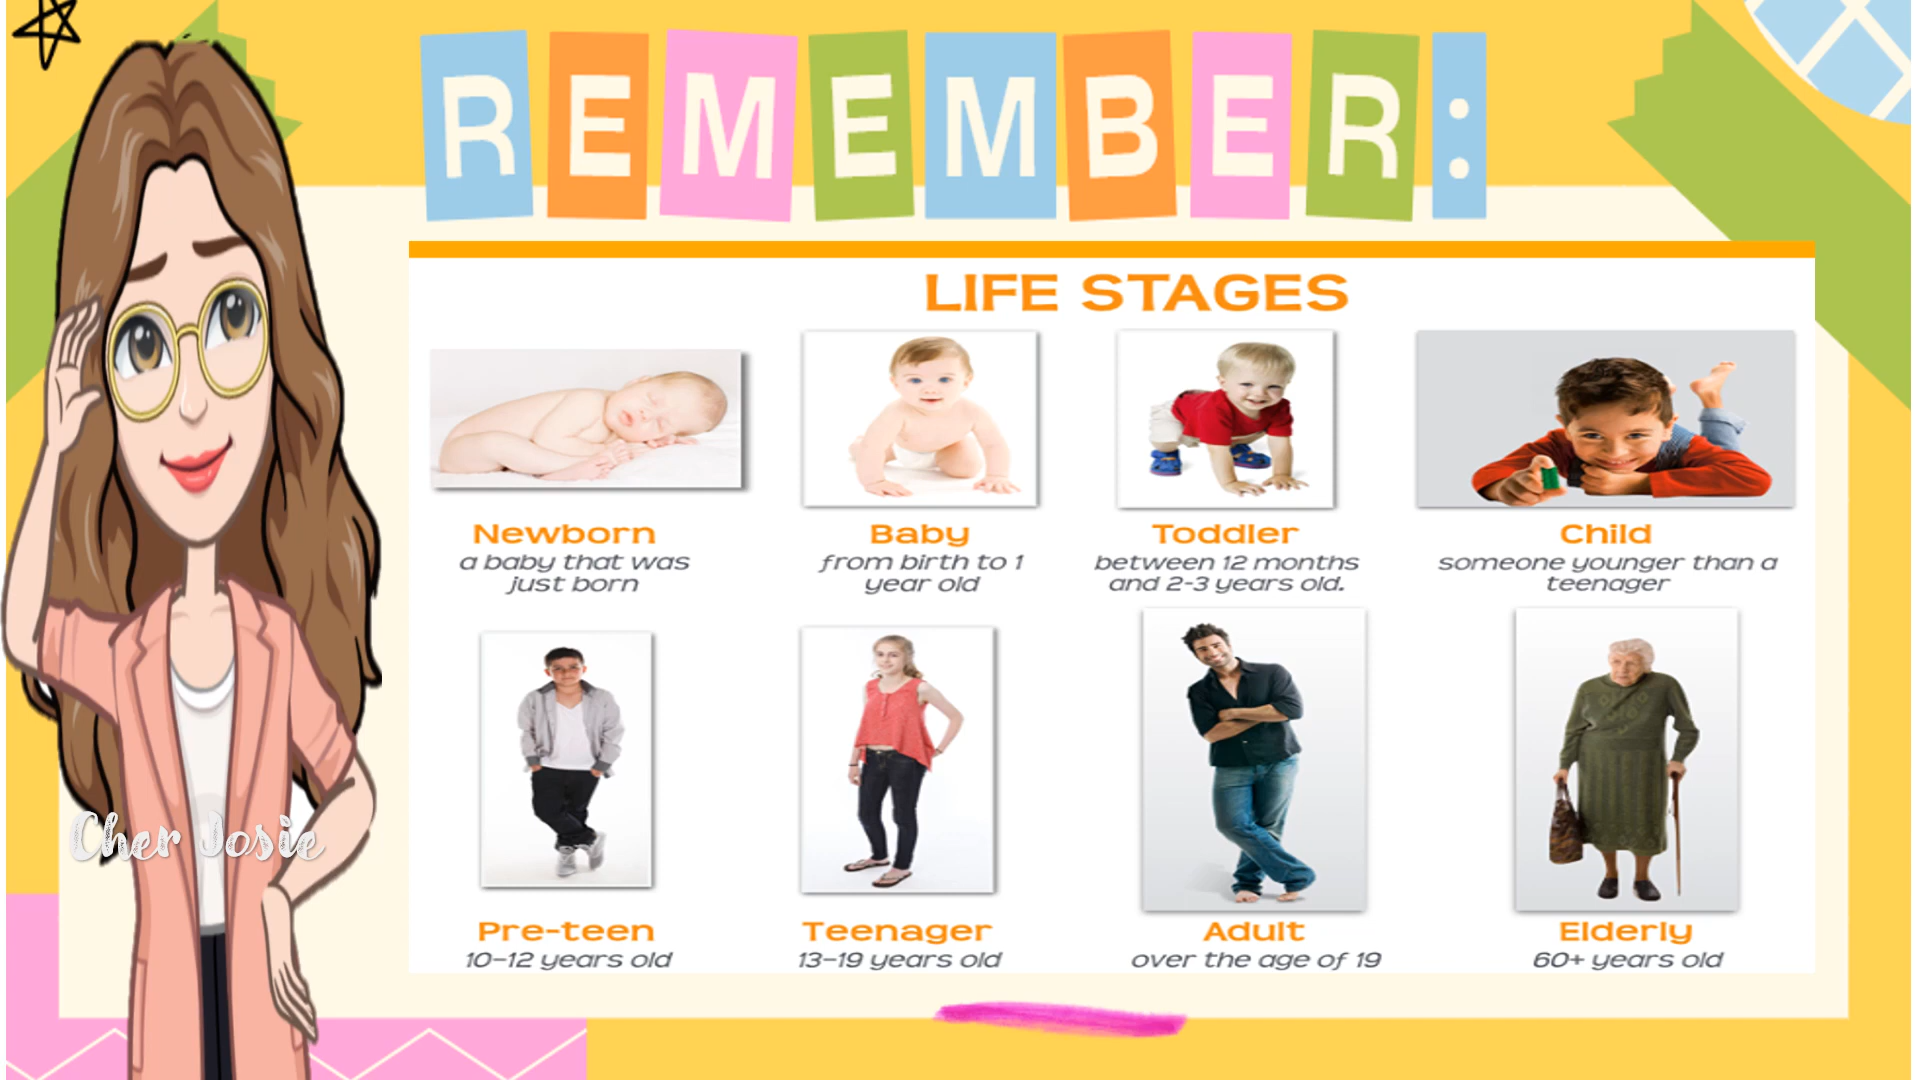 REMEMBER:
LIFE STAGES
Newborn
a baby that was
just born
Baby
from birth to 1
year old
Toddler
between 12 months
and 2-3 years old.
Child
someone younger than a
teenager
Pre-teen
10-12 years old
Teenager
13-19 years old
Adult
over the age of 19
Elderly
60+ years old
Cher Josie